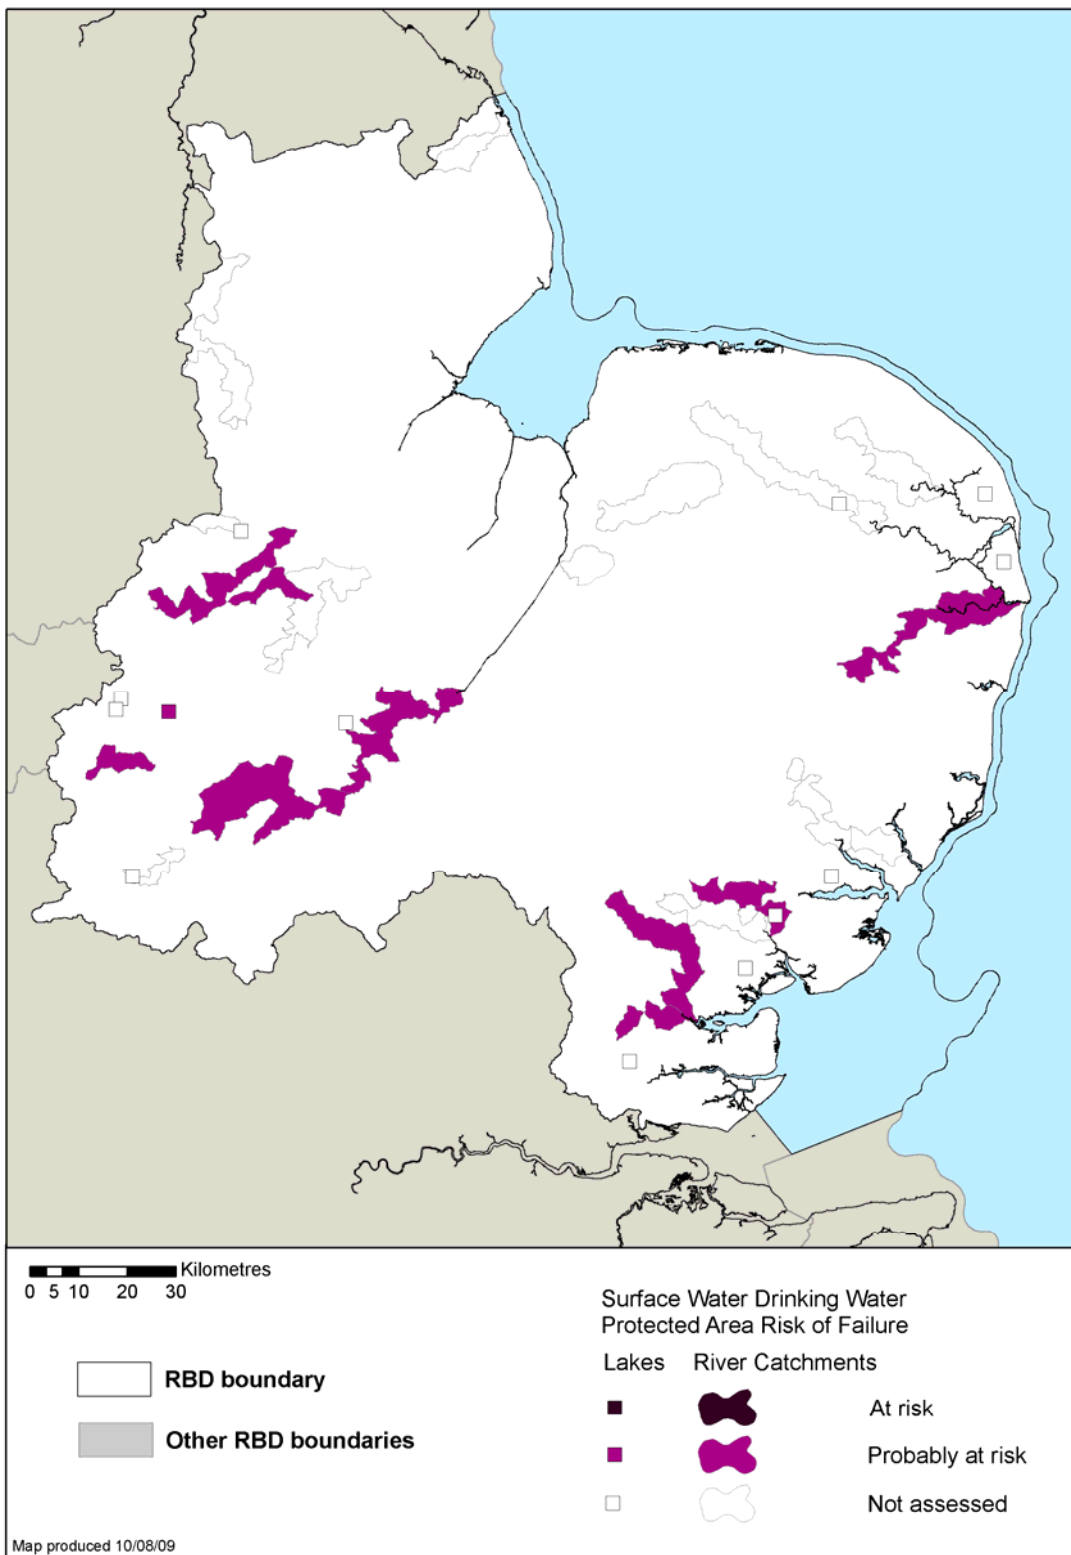 Kilometres
0 5 10 20 30
RBD boundary
Other RBD boundaries
Surface Water Drinking Water
Protected Area Risk of Failure
Lakes River Catchments
At risk
Probably at risk
Not assessed
Map produced 10/08/09